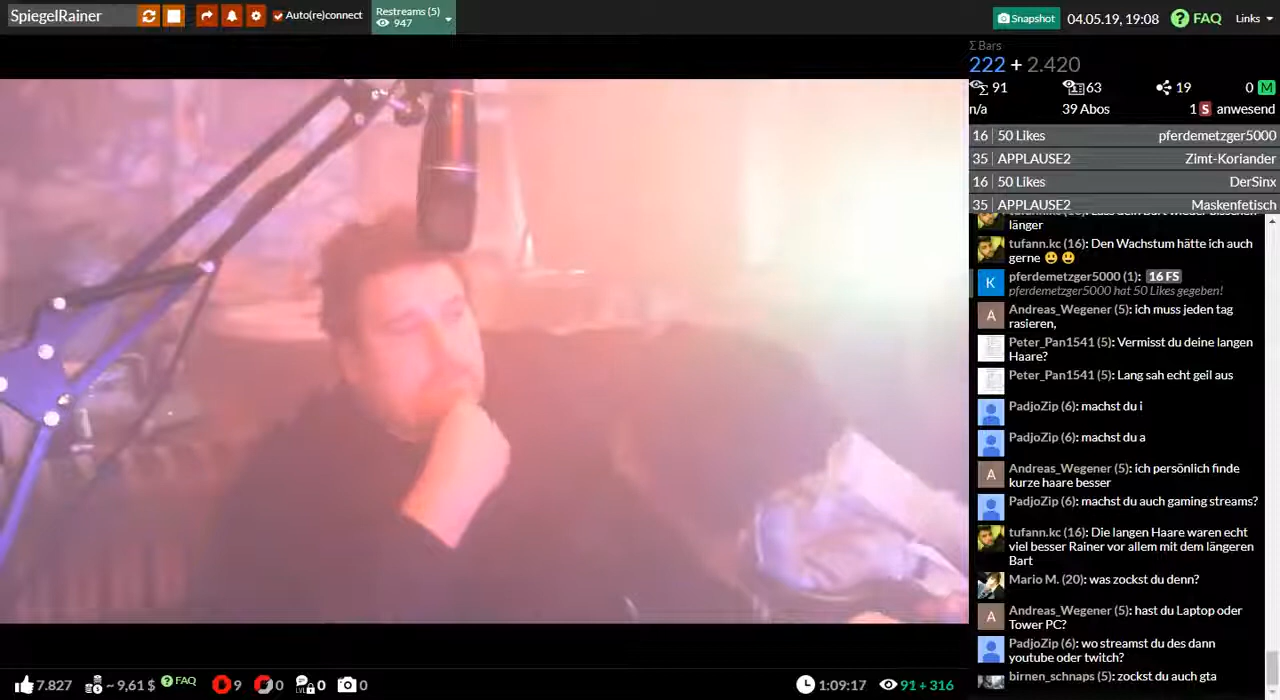 SpiegelRainer
Auto(re)connect
Restreams (5)
947
Snapshot
04.05.19, 19:08
FAQ
Links
Σ Bars
222 + 2.420
91
63
19
0 M
n/a
39 Abos
1 S anwesend
16 50 Likes pferdemetzger5000
35 APPLAUSE2 Zimt-Koriander
16 50 Likes DerSinx
35 APPLAUSE2 Maskenfetisch
länger
tufann.kc (16): Den Wachstum hätte ich auch
gerne
K
pferdemetzger5000 (1): 16 FS
pferdemetzger5000 hat 50 Likes gegeben!
A
Andreas_Wegener (5): ich muss jeden tag
rasieren,
Peter_Pan1541 (5): Vermisst du deine langen
Haare?
Peter_Pan1541 (5): Lang sah echt geil aus
PadjoZip (6): machst du i
PadjoZip (6): machst du a
A
Andreas_Wegener (5): ich persönlich finde
kurze haare besser
PadjoZip (6): machst du auch gaming streams?
tufann.kc (16): Die langen Haare waren echt
viel besser Rainer vor allem mit dem längeren
Bart
Mario M. (20): was zockst du denn?
A
Andreas_Wegener (5): hast du Laptop oder
Tower PC?
PadjoZip (6): wo streamst du des dann
youtube oder twitch?
birnen_schnaps (5): zockst du auch gta
7.827
~ 9,61 $
FAQ
9
0
LVL
0
0
1:09:17
91 + 316